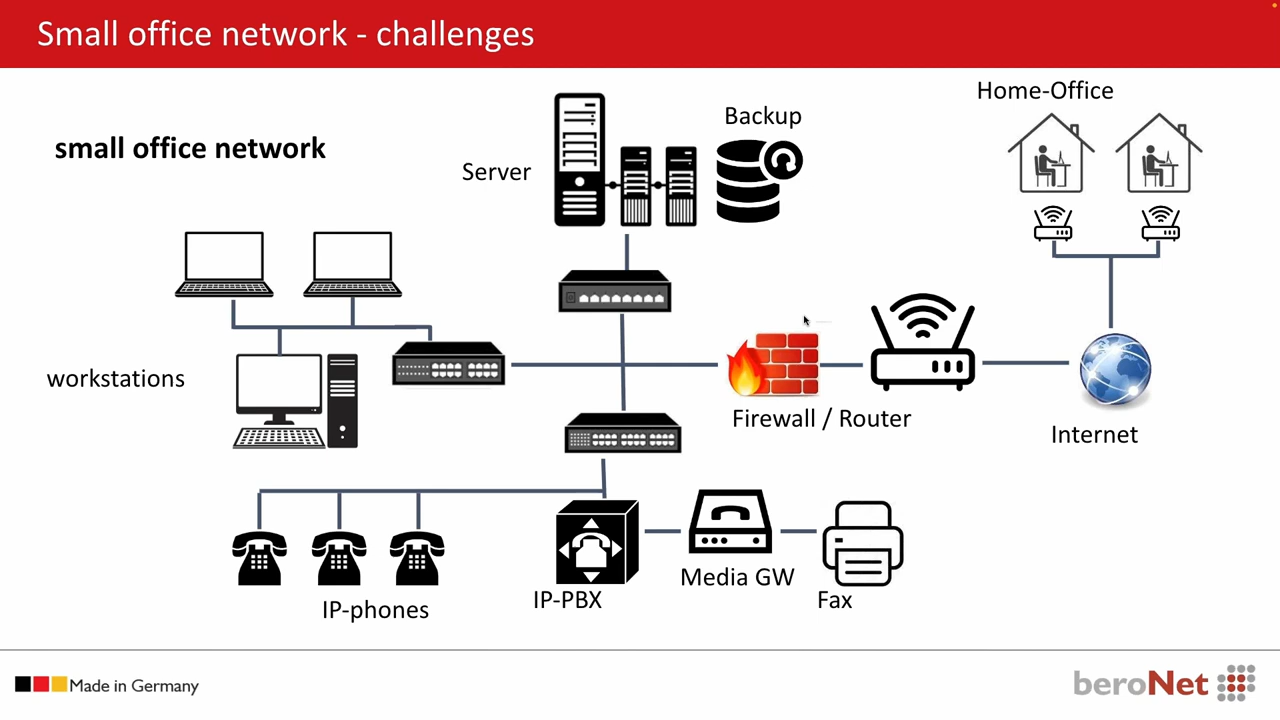 Small office network - challenges
Home-Office
Backup
small office network
Server
workstations
Firewall / Router
Internet
Media GW
IP-PBX
Fax
IP-phones
Made in Germany
beroNet